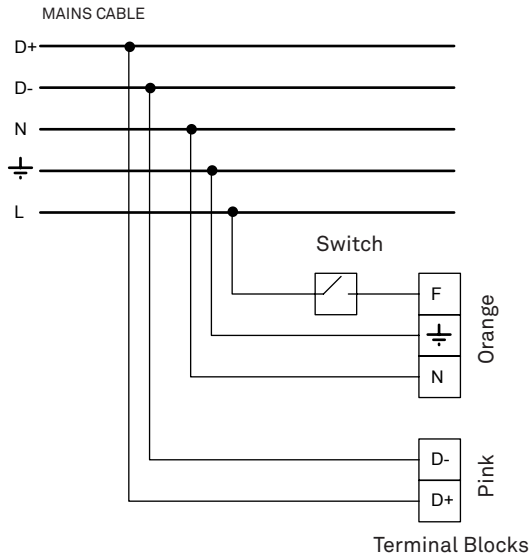 MAINS CABLE
D+
D-
N
L
Switch
F
N
Orange
D-
D+
Pink
Terminal Blocks